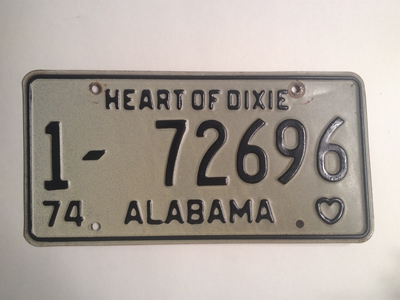 HEART OF DIXIE
1- 72696
74 ALABAMA